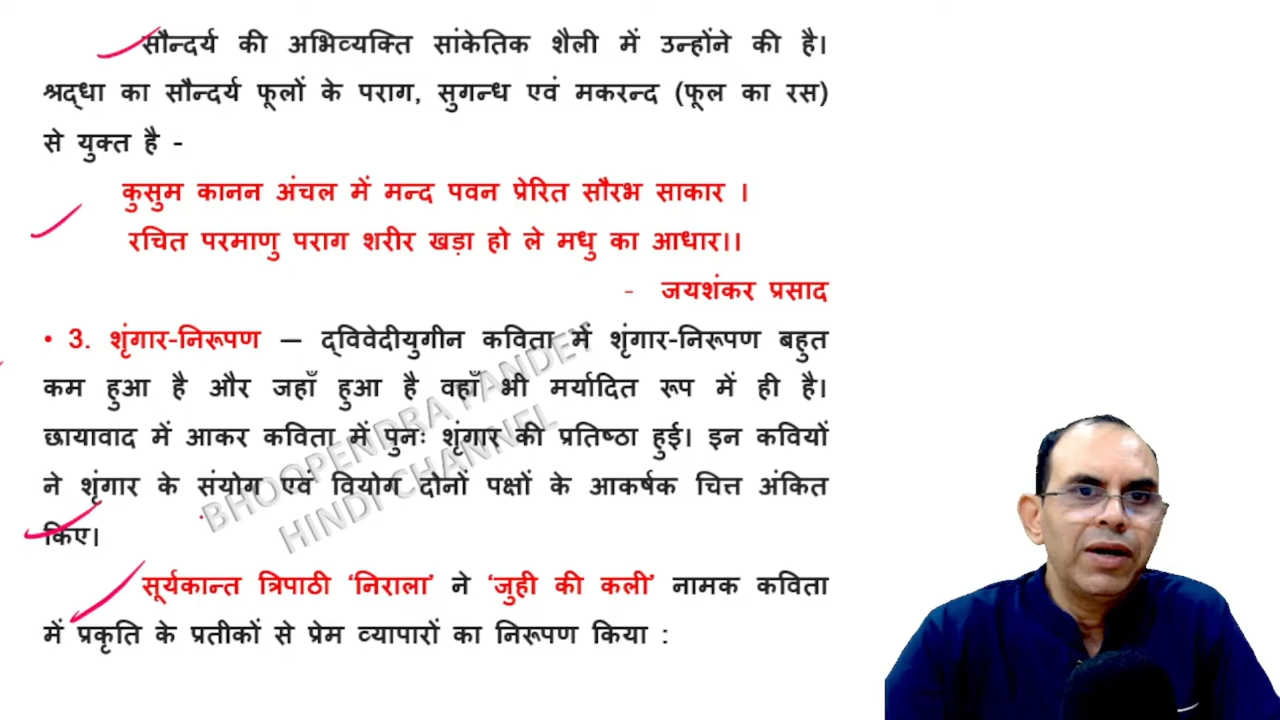 सौन्दर्य की अभिव्यक्ति सांकेतिक शैली में उन्होंने की है।
श्रद्धा का सौन्दर्य फूलों के पराग, सुगन्ध एवं मकरन्द (फूल का रस)
से युक्त है -
कुसुम कानन अंचल में मन्द पवन प्रेरित सौरभ साकार ।
रचित परमाणु पराग शरीर खड़ा हो ले मधु का आधार।।
- जयशंकर प्रसाद
• 3. शृंगार-निरूपण — द्विवेदीयुगीन कविता में शृंगार-निरूपण बहुत
कम हुआ है और जहाँ हुआ है वहाँ भी मर्यादित रूप में ही है।
छायावाद में आकर कविता में पुनः शृंगार की प्रतिष्ठा हुई। इन कवियों
ने शृंगार के संयोग एवं वियोग दोनों पक्षों के आकर्षक चित्त अंकित
किए।
सूर्यकान्त त्रिपाठी ‘निराला’ ने ‘जुही की कली’ नामक कविता
में प्रकृति के प्रतीकों से प्रेम व्यापारों का निरूपण किया :
BHOOPENDRA PANDEY
HINDI CHANNEL